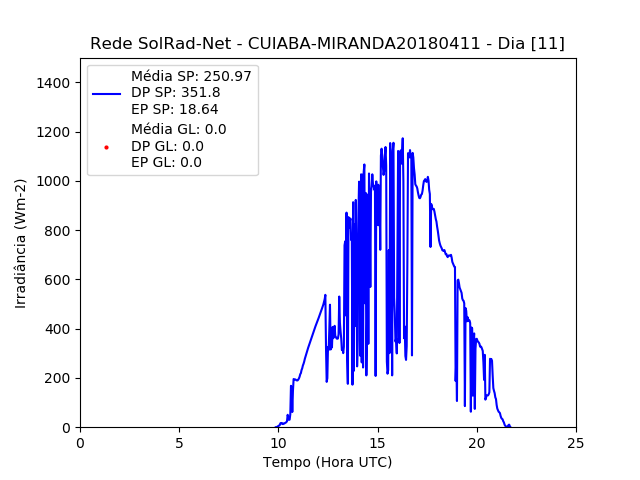 Rede SolRad-Net - CUIABA-MIRANDA20180411 - Dia [11]
Média SP: 250.97
DP SP: 351.8
EP SP: 18.64
Média GL: 0.0
DP GL: 0.0
EP GL: 0.0
Irradiância (Wm-2)
1400
1200
1000
800
600
400
200
0
0 5 10 15 20 25
Tempo (Hora UTC)